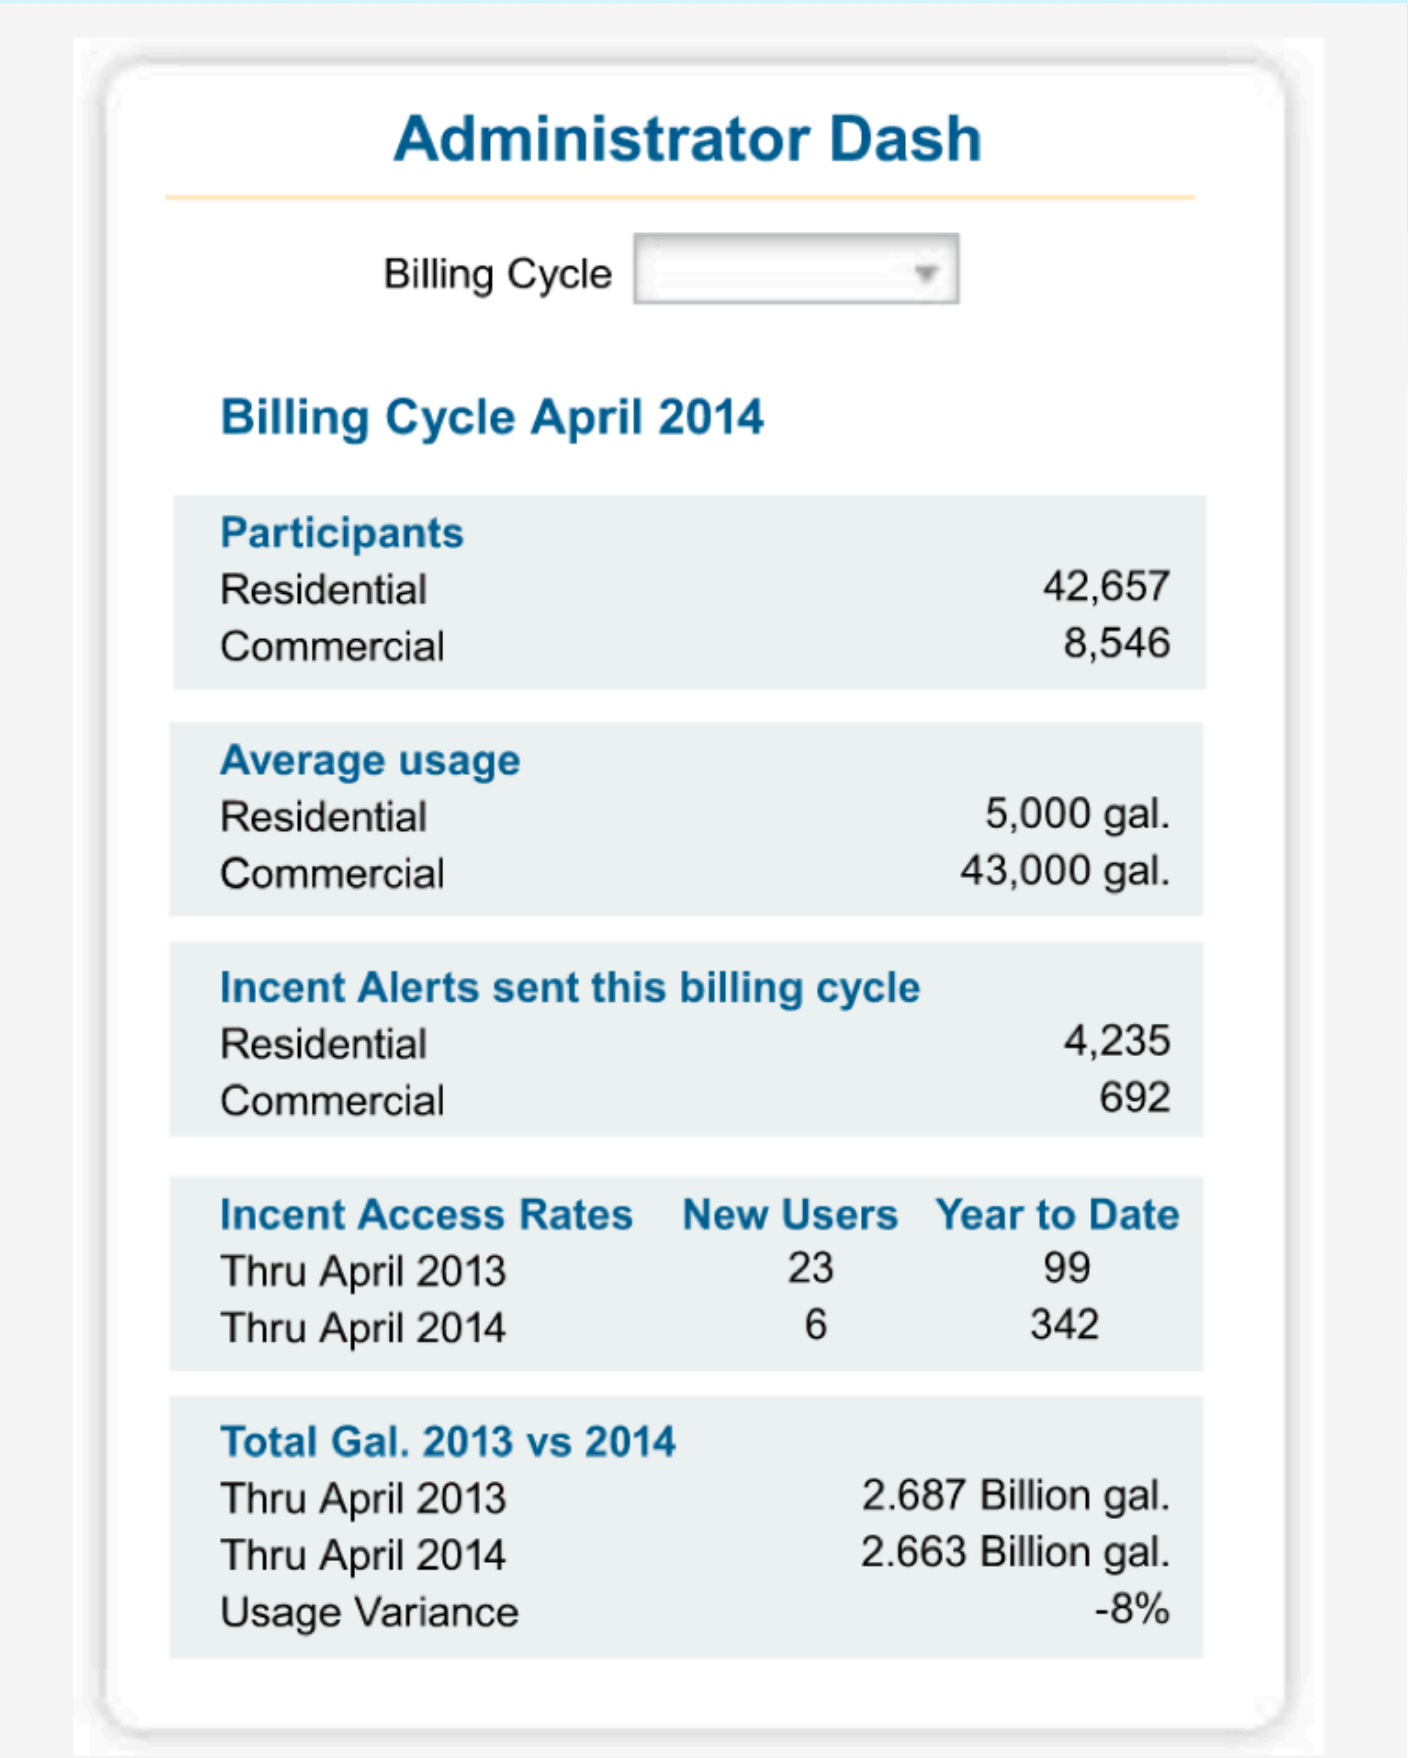 Administrator Dash
Billing Cycle
Billing Cycle April 2014
Participants
Residential 42,657
Commercial 8,546
Average usage
Residential 5,000 gal.
Commercial 43,000 gal.
Incent Alerts sent this billing cycle
Residential 4,235
Commercial 692
Incent Access Rates New Users Year to Date
Thru April 2013 23 99
Thru April 2014 6 342
Total Gal. 2013 vs 2014
Thru April 2013 2.687 Billion gal.
Thru April 2014 2.663 Billion gal.
Usage Variance -8%